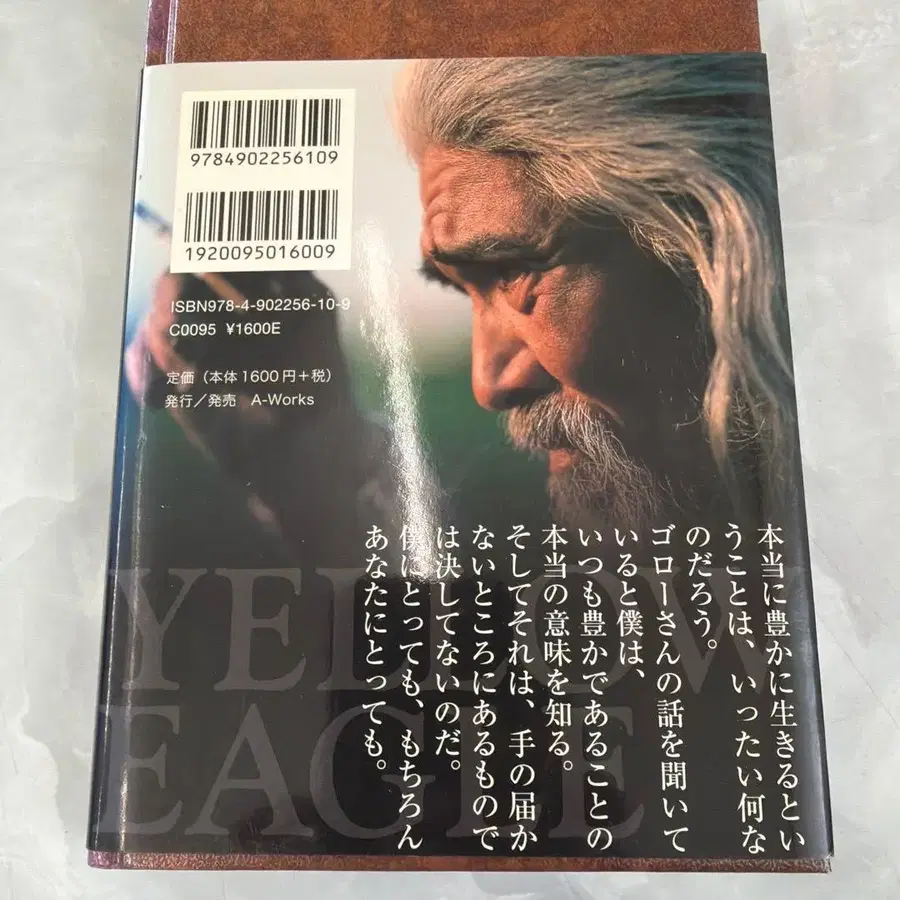 9784902256109
1920095016009
ISBN978-4-902256-10-9
C0095 ¥1600E
定価（本体1600円+税）
発行／発売 A-Works
本当に豊かに生きるとい
うことは、いったい何な
のだろう。
ゴローさんの話を聞いて
いると僕は、
いつも豊かであることの
本当の意味を知る。
そしてそれは、手の届か
ないところにあるもので
は決してないのだ。
僕にとっても、もちろん
あなたにとっても。
YELLOW
EAGLE